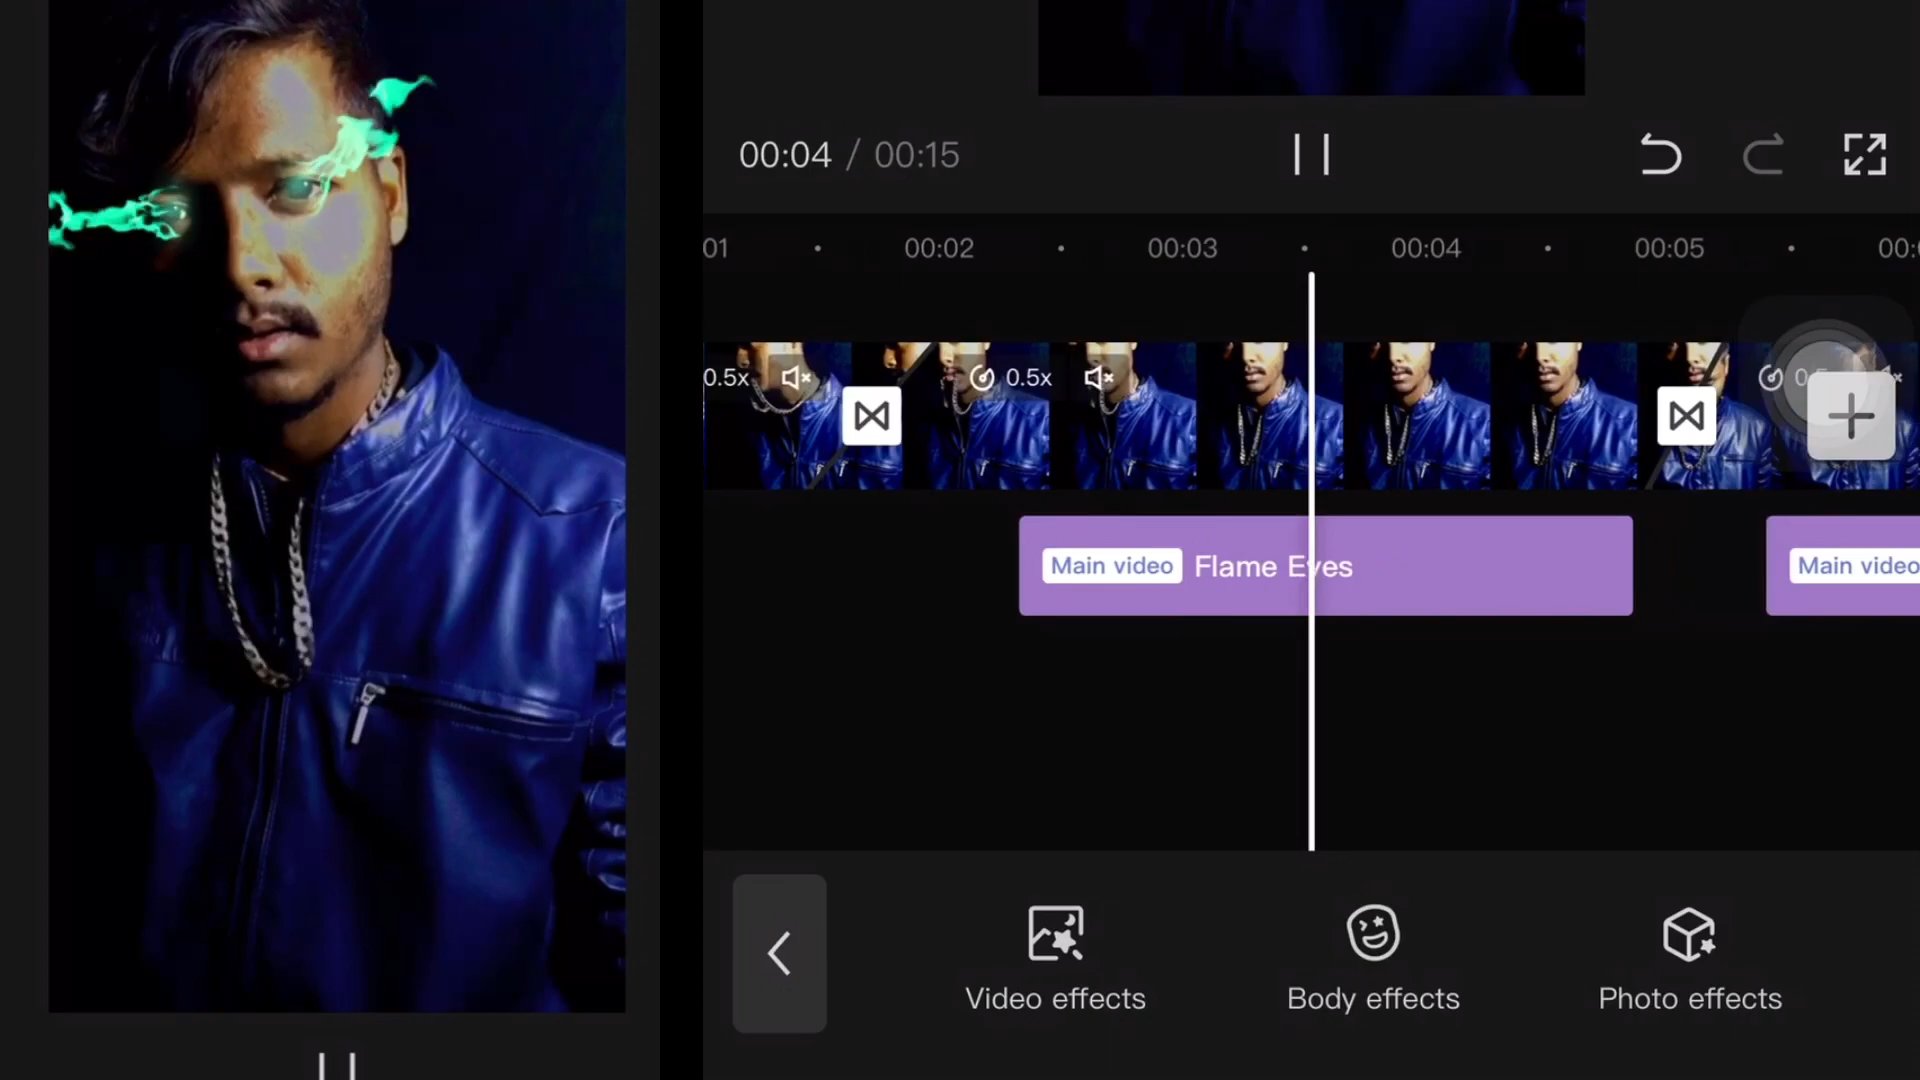 00:04 / 00:15
01 00:02 00:03 00:04 00:05 00:
0.5x 0.5x
Main video Flame Eyes Main video
Video effects Body effects Photo effects